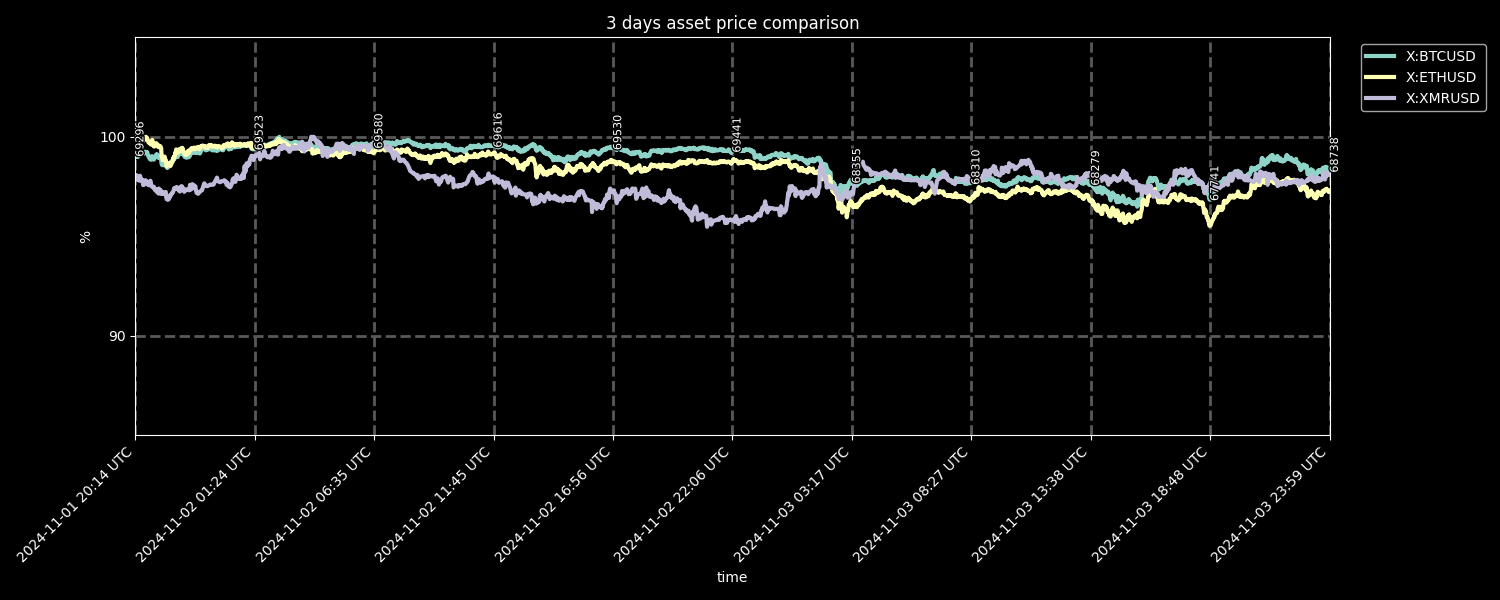 3 days asset price comparison
X:BTCUSD
X:ETHUSD
X:XMRUSD
%
100
90
69296
69523
69580
69616
69530
69441
68355
68310
68279
67741
68738
2024-11-01 20:14 UTC
2024-11-02 01:24 UTC
2024-11-02 06:35 UTC
2024-11-02 11:45 UTC
2024-11-02 16:56 UTC
2024-11-02 22:06 UTC
2024-11-03 03:17 UTC
2024-11-03 08:27 UTC
2024-11-03 13:38 UTC
2024-11-03 18:48 UTC
2024-11-03 23:59 UTC
time